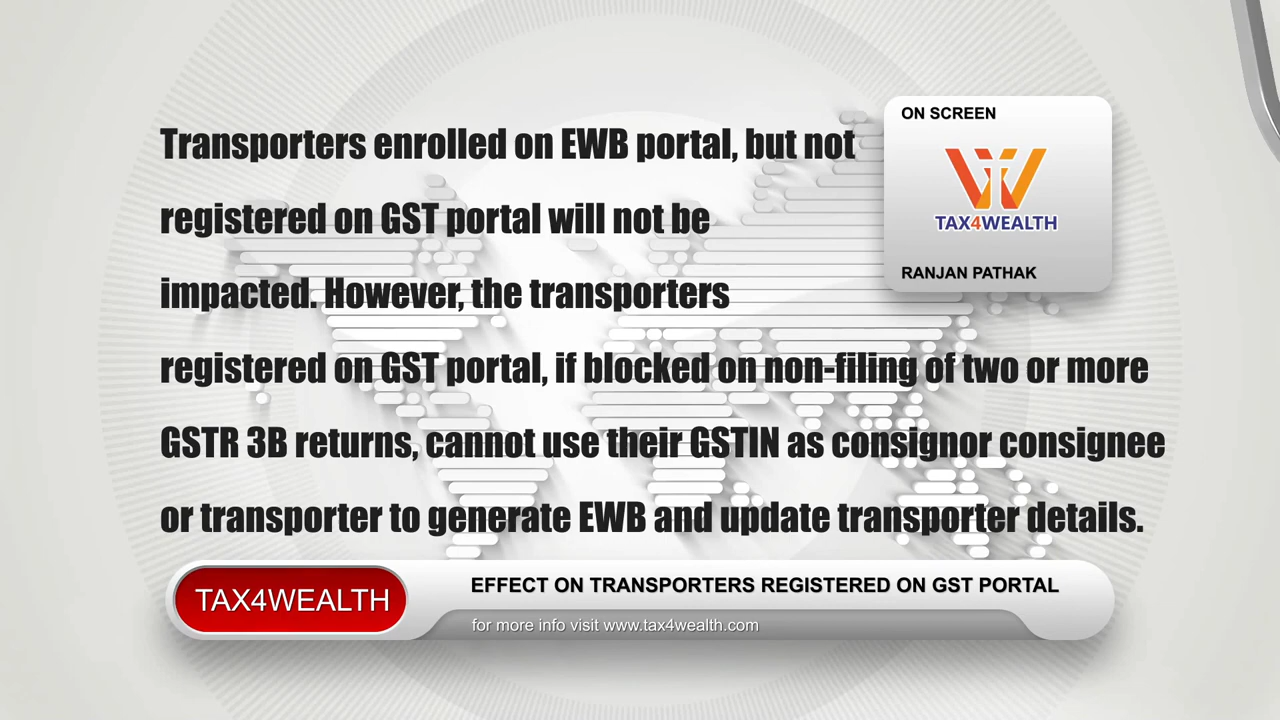 Transporters enrolled on EWB portal, but not
registered on GST portal will not be
impacted. However, the transporters
registered on GST portal, if blocked on non-filing of two or more
GSTR 3B returns, cannot use their GSTIN as consignor consignee
or transporter to generate EWB and update transporter details.
ON SCREEN
TAX4WEALTH
RANJAN PATHAK
TAX4WEALTH
EFFECT ON TRANSPORTERS REGISTERED ON GST PORTAL
for more info visit www.tax4wealth.com